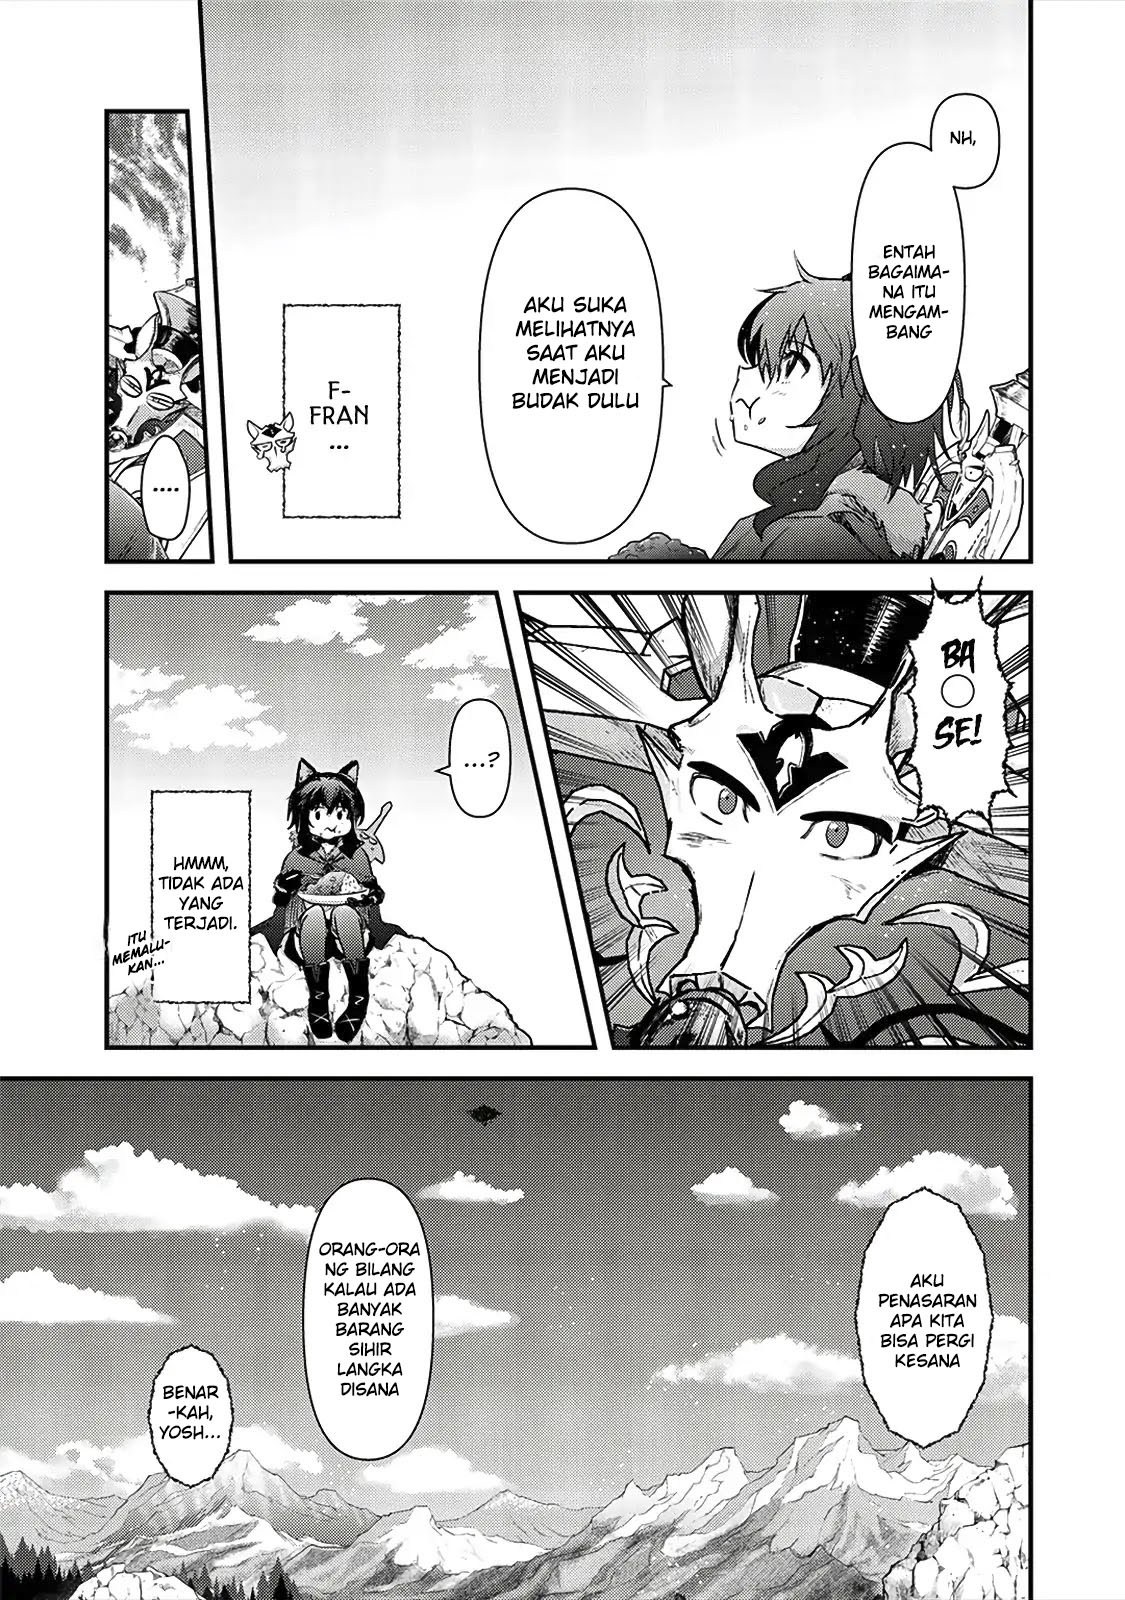 NH,
ENTAH
BAGAIMA-
NA ITU
MENGAM-
BANG
AKU SUKA
MELIHATNYA
SAAT AKU
MENJADI
BUDAK DULU
F-
FRAN
...
....
BA
○
SE!
...?
HMMM,
TIDAK ADA
YANG
TERJADI.
ITU
MEMALU-
KAN...
AKU
PENASARAN
APA KITA
BISA PERGI
KESANA
ORANG-ORA
NG BILANG
KALAU ADA
BANYAK
BARANG
SIHIR
LANGKA
DISANA
BENAR
-KAH,
YOSH...